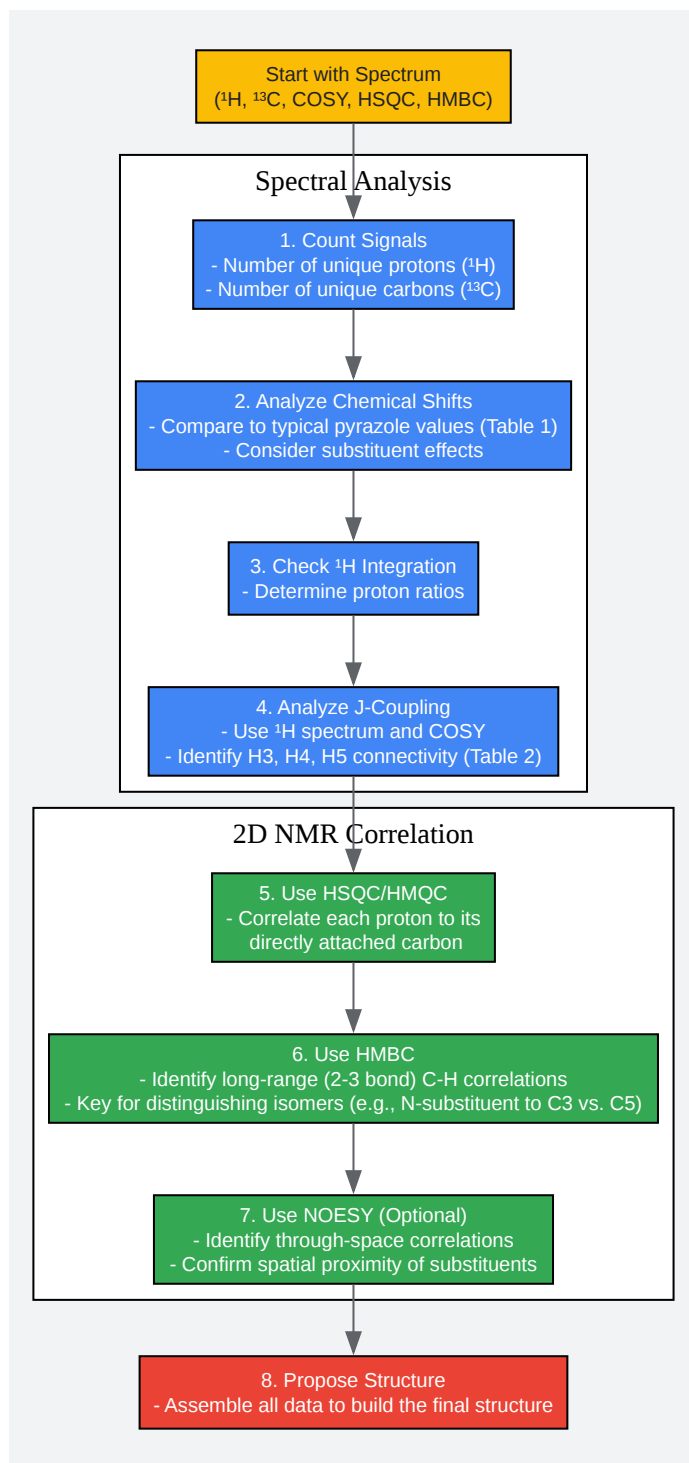 Start with Spectrum
(¹H, ¹³C, COSY, HSQC, HMBC)
Spectral Analysis
1. Count Signals
- Number of unique protons (¹H)
- Number of unique carbons (¹³C)
2. Analyze Chemical Shifts
- Compare to typical pyrazole values (Table 1)
- Consider substituent effects
3. Check ¹H Integration
- Determine proton ratios
4. Analyze J-Coupling
- Use ¹H spectrum and COSY
- Identify H3, H4, H5 connectivity (Table 2)
2D NMR Correlation
5. Use HSQC/HMQC
- Correlate each proton to its
directly attached carbon
6. Use HMBC
- Identify long-range (2-3 bond) C-H correlations
- Key for distinguishing isomers (e.g., N-substituent to C3 vs. C5)
7. Use NOESY (Optional)
- Identify through-space correlations
- Confirm spatial proximity of substituents
8. Propose Structure
- Assemble all data to build the final structure